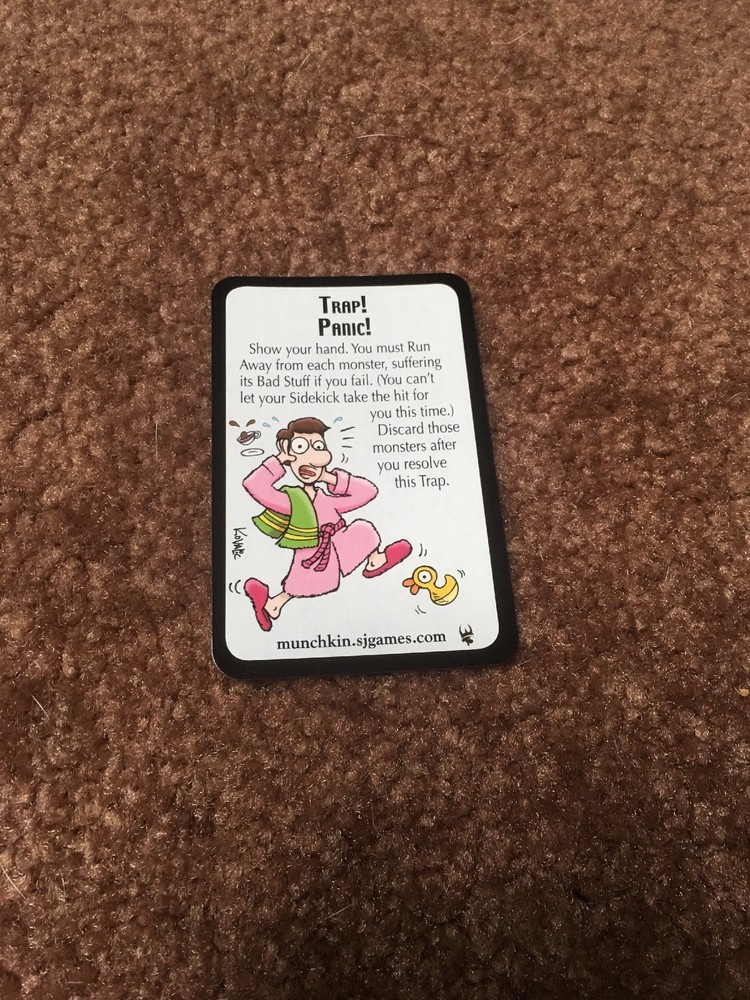 Trap!
Panic!
Show your hand. You must Run
Away from each monster, suffering
its Bad Stuff if you fail. (You can't
let your Sidekick take the hit for
you this time.)
Discard those
monsters after
you resolve
this Trap.
Kovalic
munchkin.sjgames.com